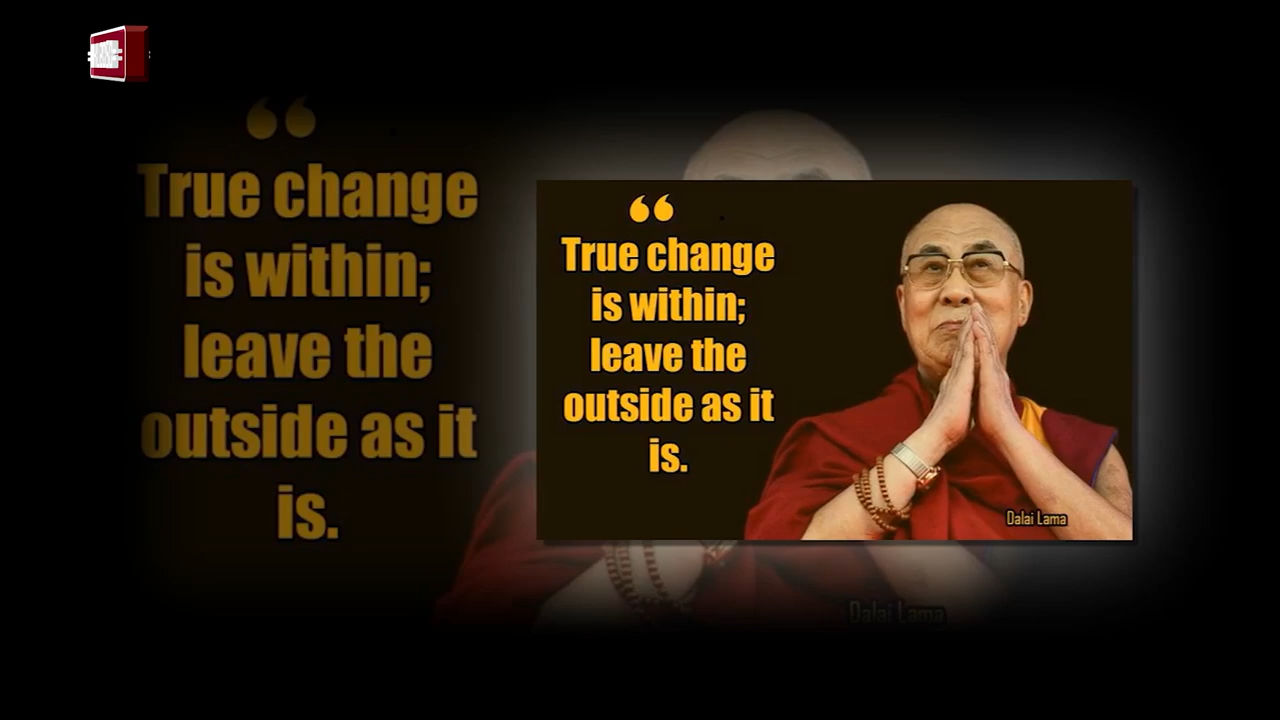 “
True change
is within;
leave the
outside as it
is.
“
True change
is within;
leave the
outside as it
is.
Dalai Lama
Dalai Lama